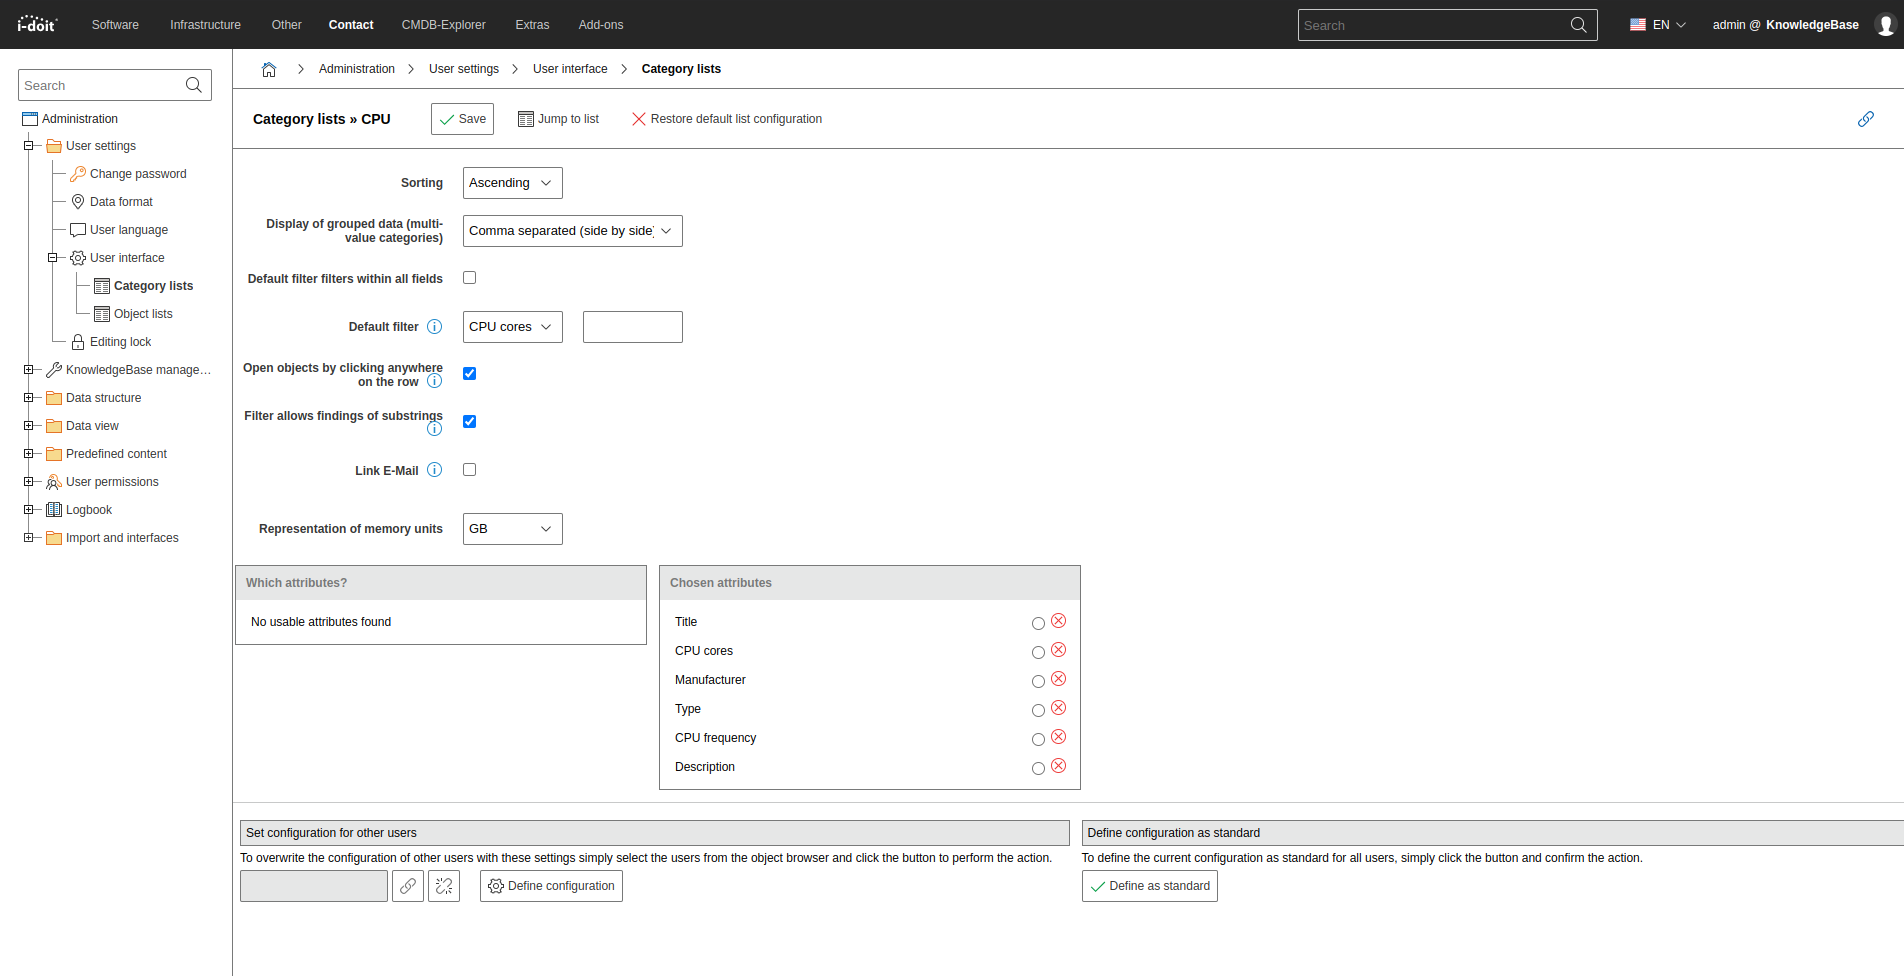 i-doit
Software
Infrastructure
Other
Contact
CMDB-Explorer
Extras
Add-ons
Search
EN
admin @ KnowledgeBase
Search
Administration
User settings
Change password
Data format
User language
User interface
Category lists
Object lists
Editing lock
KnowledgeBase manage...
Data structure
Data view
Predefined content
User permissions
Logbook
Import and interfaces
Administration
User settings
User interface
Category lists
Category lists » CPU
Save
Jump to list
Restore default list configuration
Sorting
Ascending
Display of grouped data (multi-
value categories)
Comma separated (side by side)
Default filter filters within all fields
Default filter
CPU cores
Open objects by clicking anywhere
on the row
Filter allows findings of substrings
Link E-Mail
Representation of memory units
GB
Which attributes?
No usable attributes found
Chosen attributes
Title
CPU cores
Manufacturer
Type
CPU frequency
Description
Set configuration for other users
To overwrite the configuration of other users with these settings simply select the users from the object browser and click the button to perform the action.
Define configuration
Define configuration as standard
To define the current configuration as standard for all users, simply click the button and confirm the action.
Define as standard